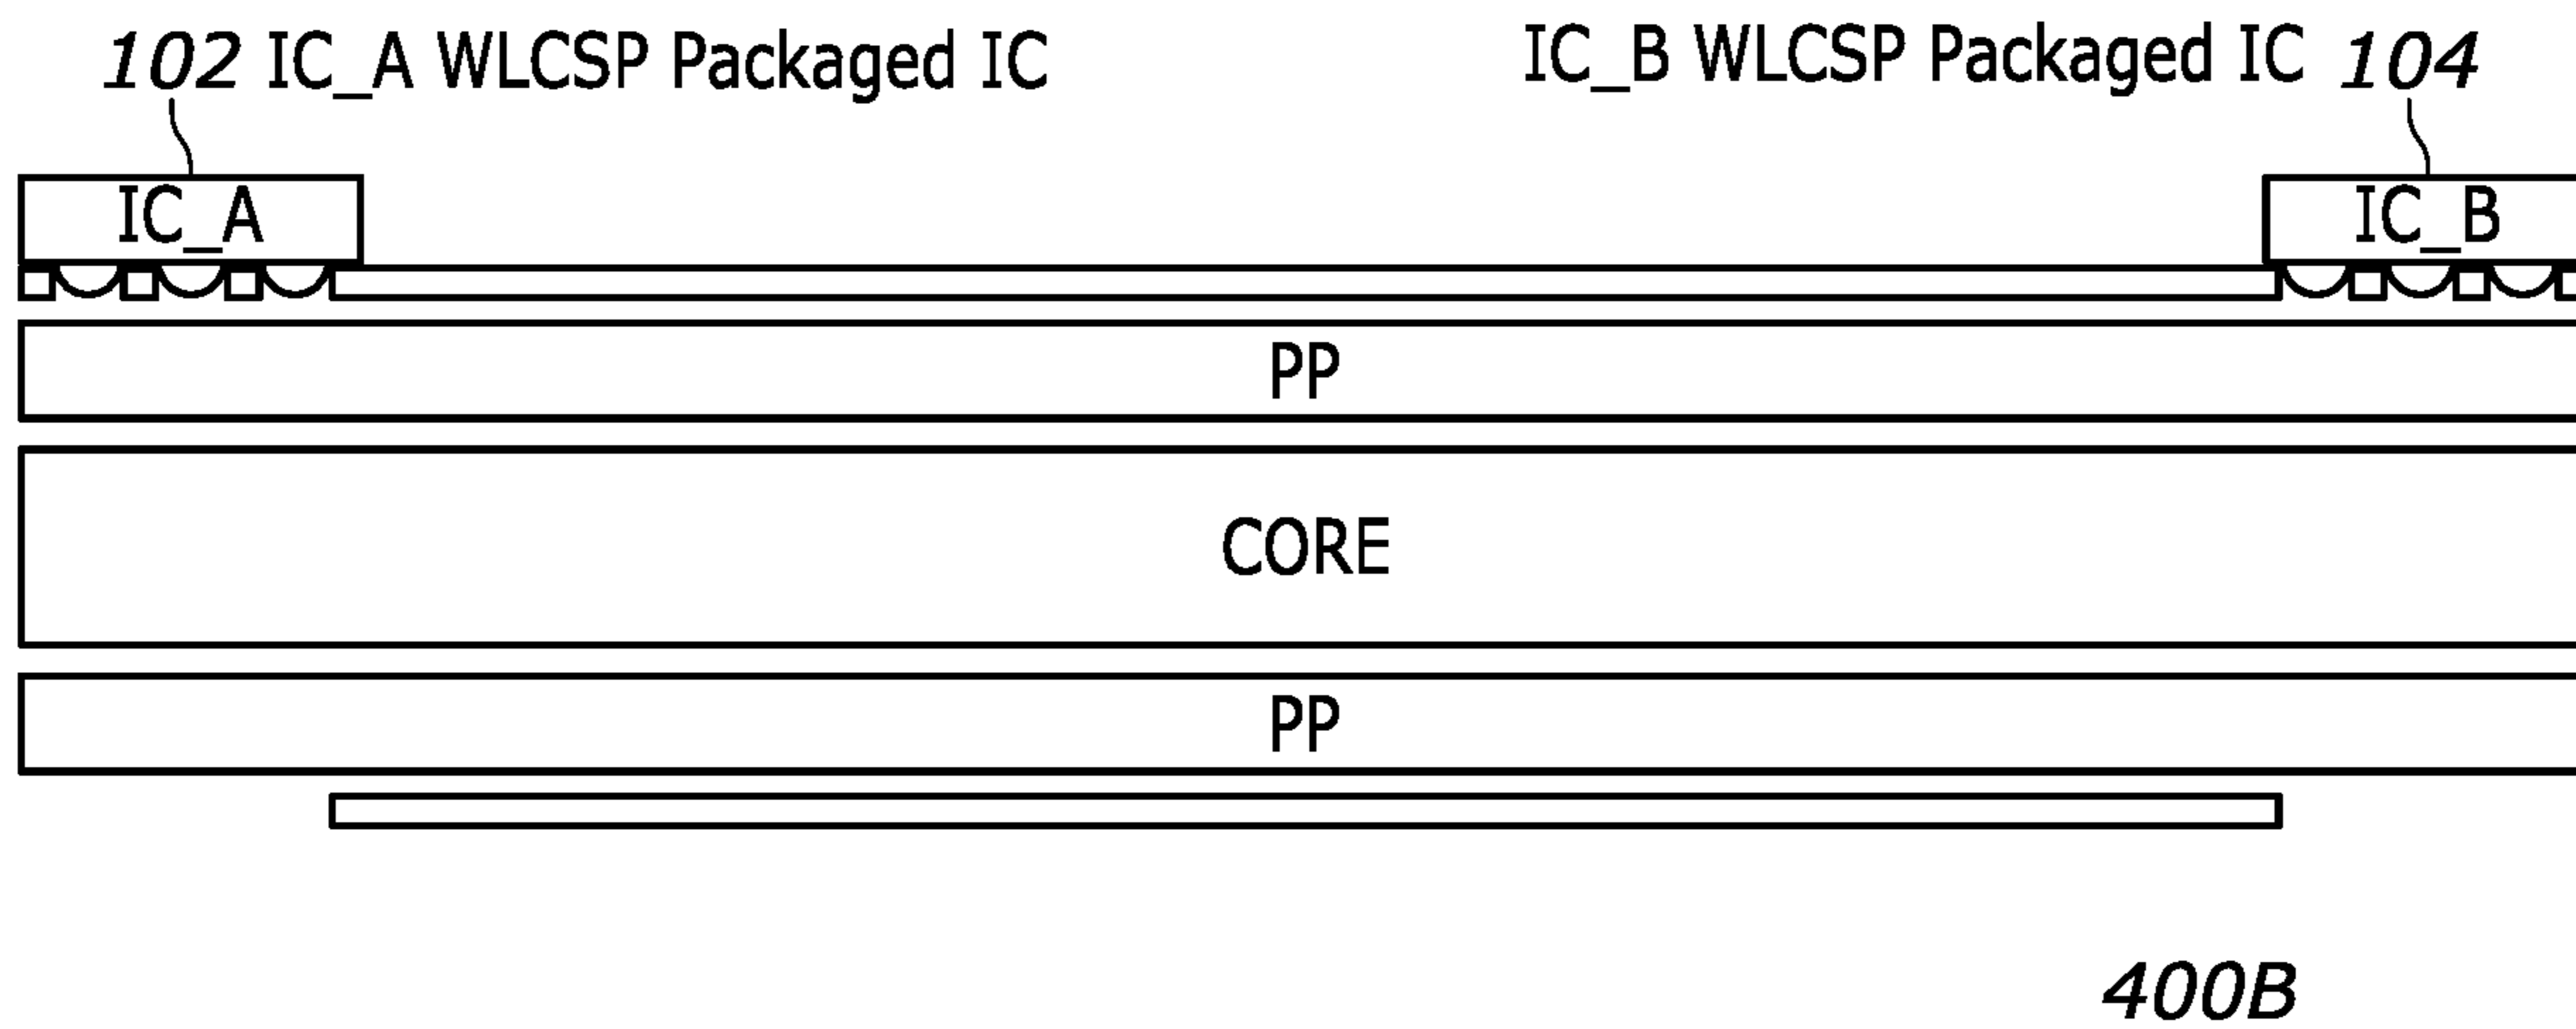 102 IC_A WLCSP Packaged IC
IC_B WLCSP Packaged IC 104
IC_A
IC_B
PP
CORE
PP
400B